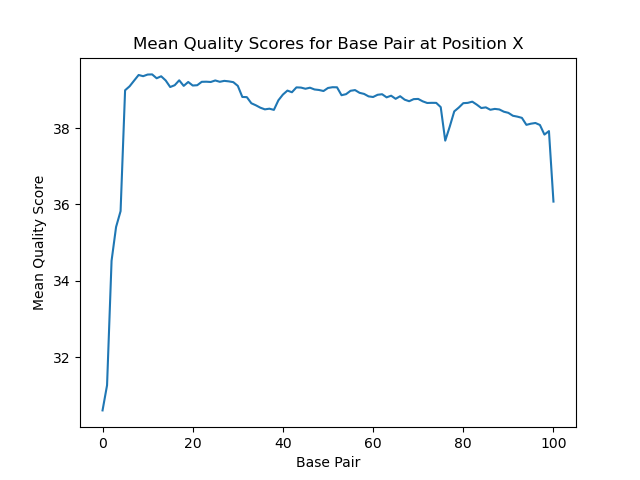 Mean Quality Scores for Base Pair at Position X
Mean Quality Score
38
36
34
32
0 20 40 60 80 100
Base Pair